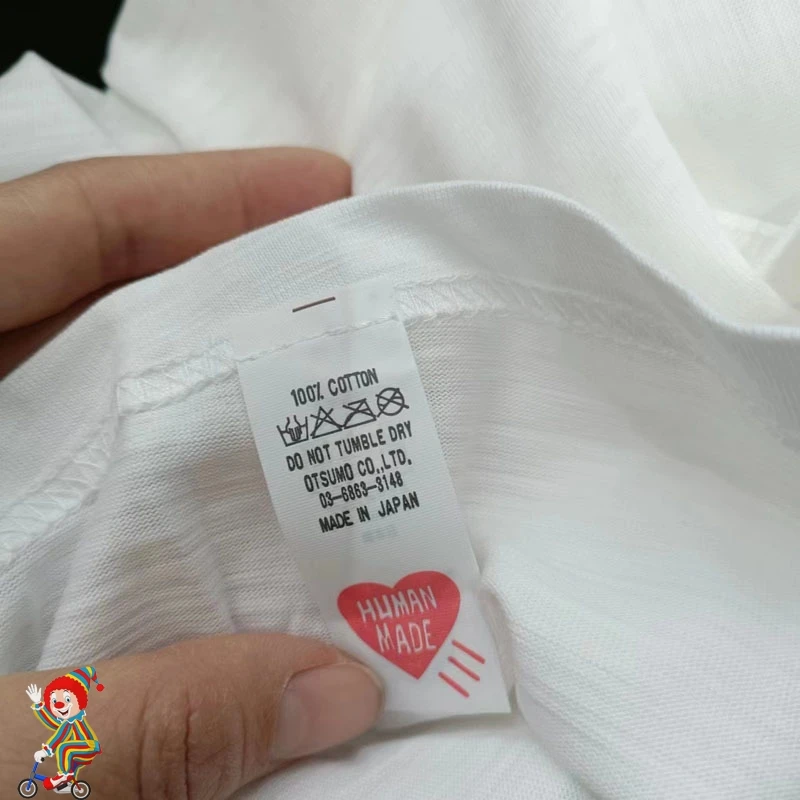 100% COTTON
DO NOT TUMBLE DRY
OTSUMO CO.,LTD.
03-6863-3148
MADE IN JAPAN
HUMAN
MADE